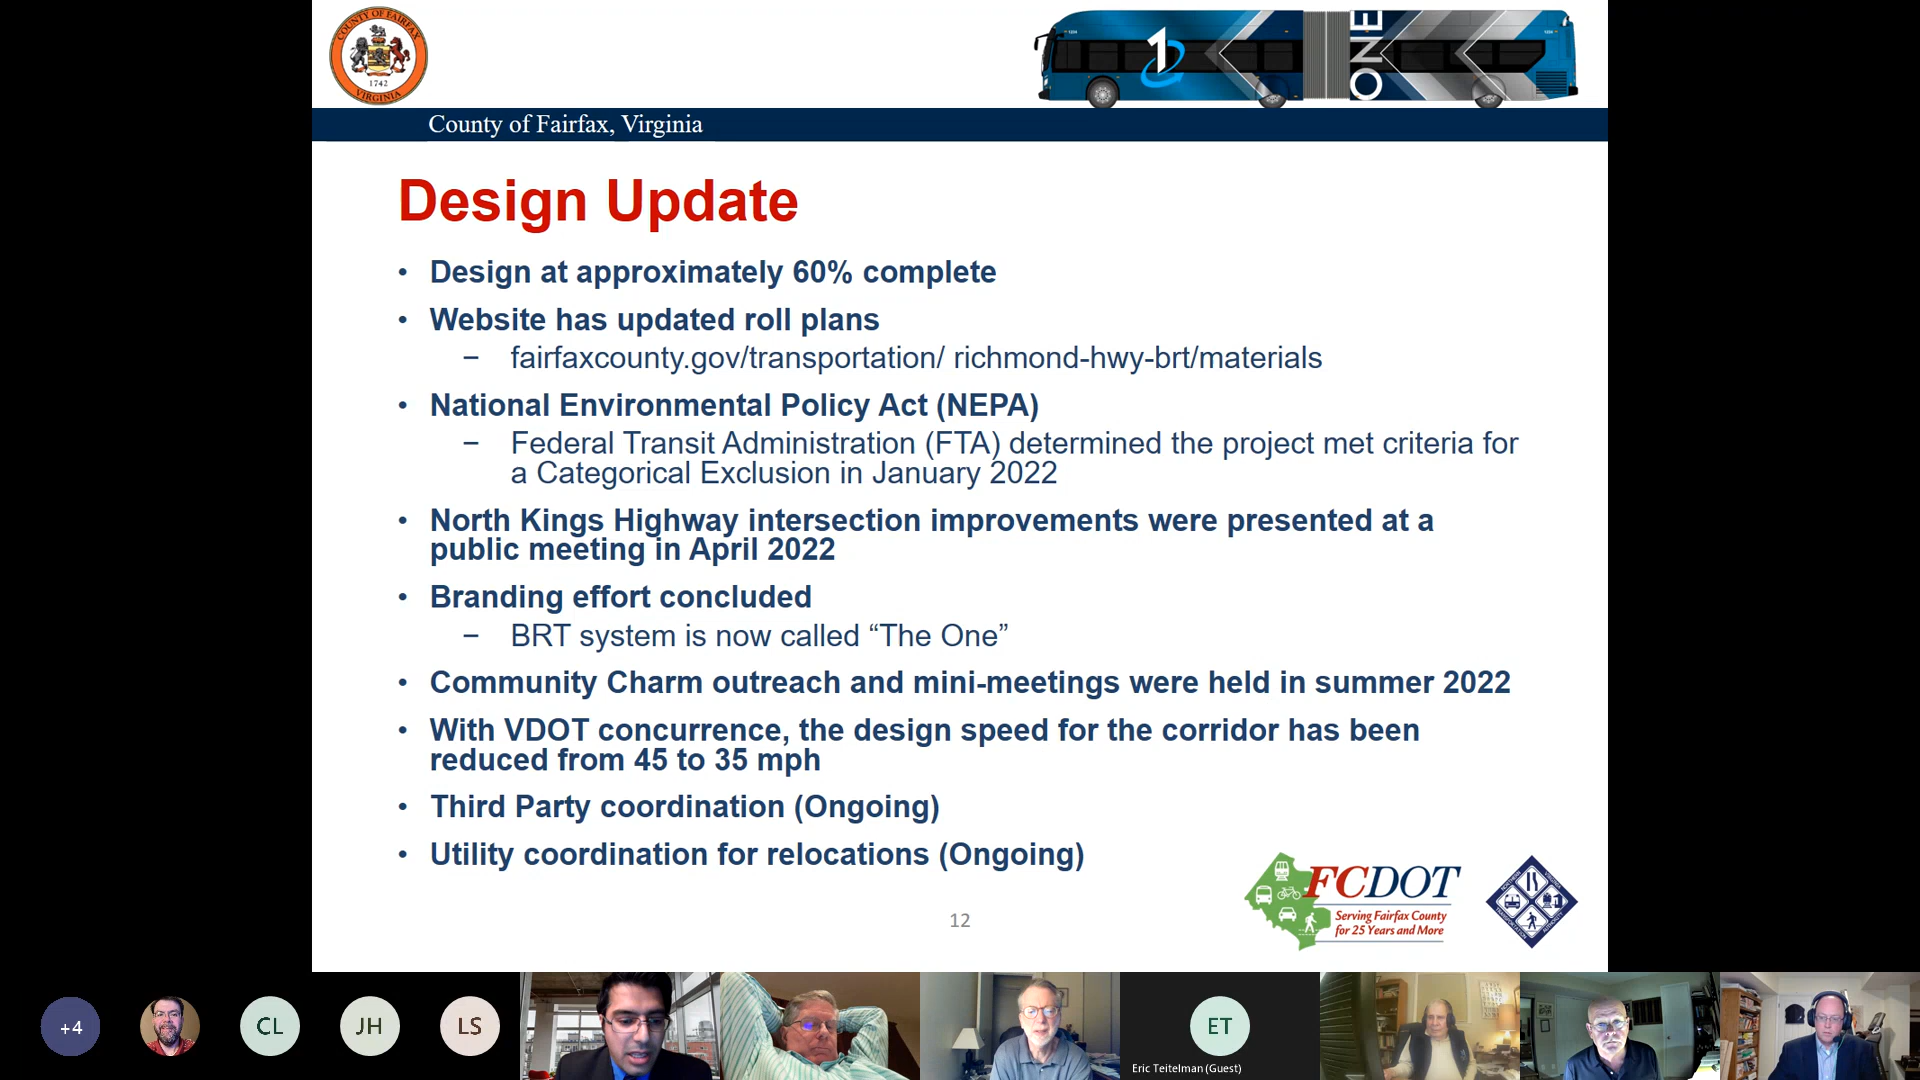 COUNTY OF FAIRFAX
1742
VIRGINIA
1
ONE
County of Fairfax, Virginia
Design Update
• Design at approximately 60% complete
• Website has updated roll plans
− fairfaxcounty.gov/transportation/ richmond-hwy-brt/materials
• National Environmental Policy Act (NEPA)
− Federal Transit Administration (FTA) determined the project met criteria for
a Categorical Exclusion in January 2022
• North Kings Highway intersection improvements were presented at a
public meeting in April 2022
• Branding effort concluded
− BRT system is now called “The One”
• Community Charm outreach and mini-meetings were held in summer 2022
• With VDOT concurrence, the design speed for the corridor has been
reduced from 45 to 35 mph
• Third Party coordination (Ongoing)
• Utility coordination for relocations (Ongoing)
FCDOT
Serving Fairfax County
for 25 Years and More
12
+4
CL
JH
LS
ET
Eric Teitelman (Guest)